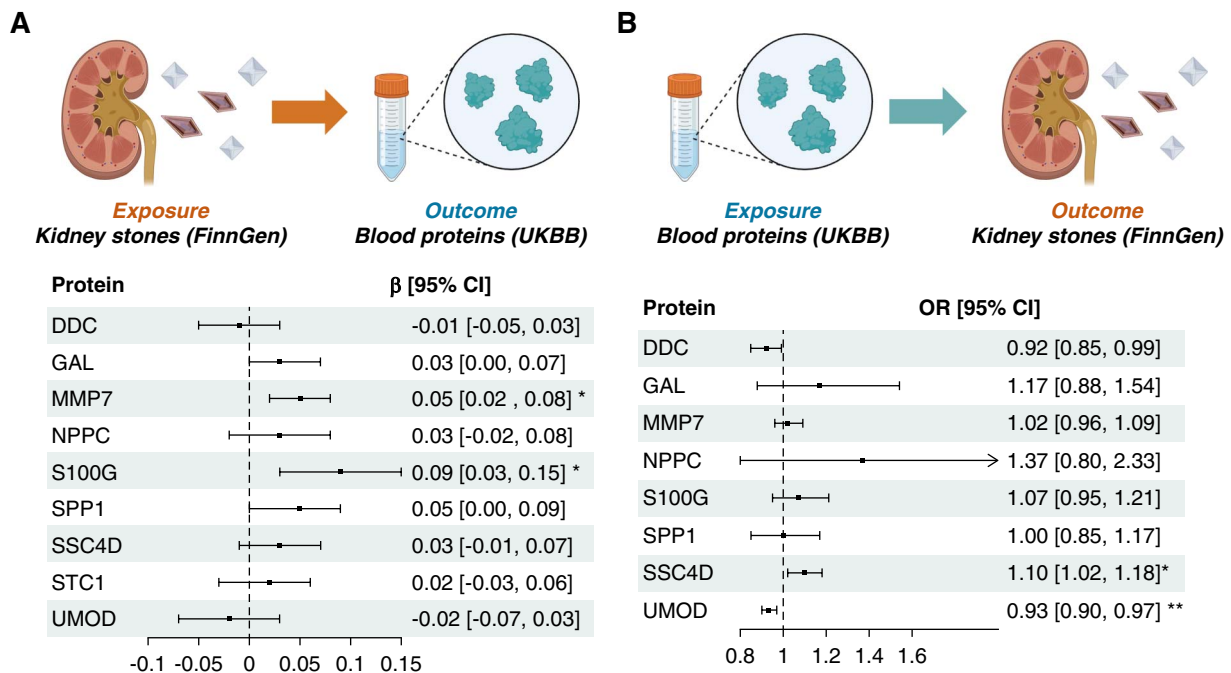 A
Exposure
Kidney stones (FinnGen)
Outcome
Blood proteins (UKBB)
Protein β [95% CI]
DDC -0.01 [-0.05, 0.03]
GAL 0.03 [0.00, 0.07]
MMP7 0.05 [0.02 , 0.08] *
NPPC 0.03 [-0.02, 0.08]
S100G 0.09 [0.03, 0.15] *
SPP1 0.05 [0.00, 0.09]
SSC4D 0.03 [-0.01, 0.07]
STC1 0.02 [-0.03, 0.06]
UMOD -0.02 [-0.07, 0.03]
-0.1 -0.05 0 0.05 0.1 0.15
B
Exposure
Blood proteins (UKBB)
Outcome
Kidney stones (FinnGen)
Protein OR [95% CI]
DDC 0.92 [0.85, 0.99]
GAL 1.17 [0.88, 1.54]
MMP7 1.02 [0.96, 1.09]
NPPC 1.37 [0.80, 2.33]
S100G 1.07 [0.95, 1.21]
SPP1 1.00 [0.85, 1.17]
SSC4D 1.10 [1.02, 1.18]*
UMOD 0.93 [0.90, 0.97] **
0.8 1 1.2 1.4 1.6